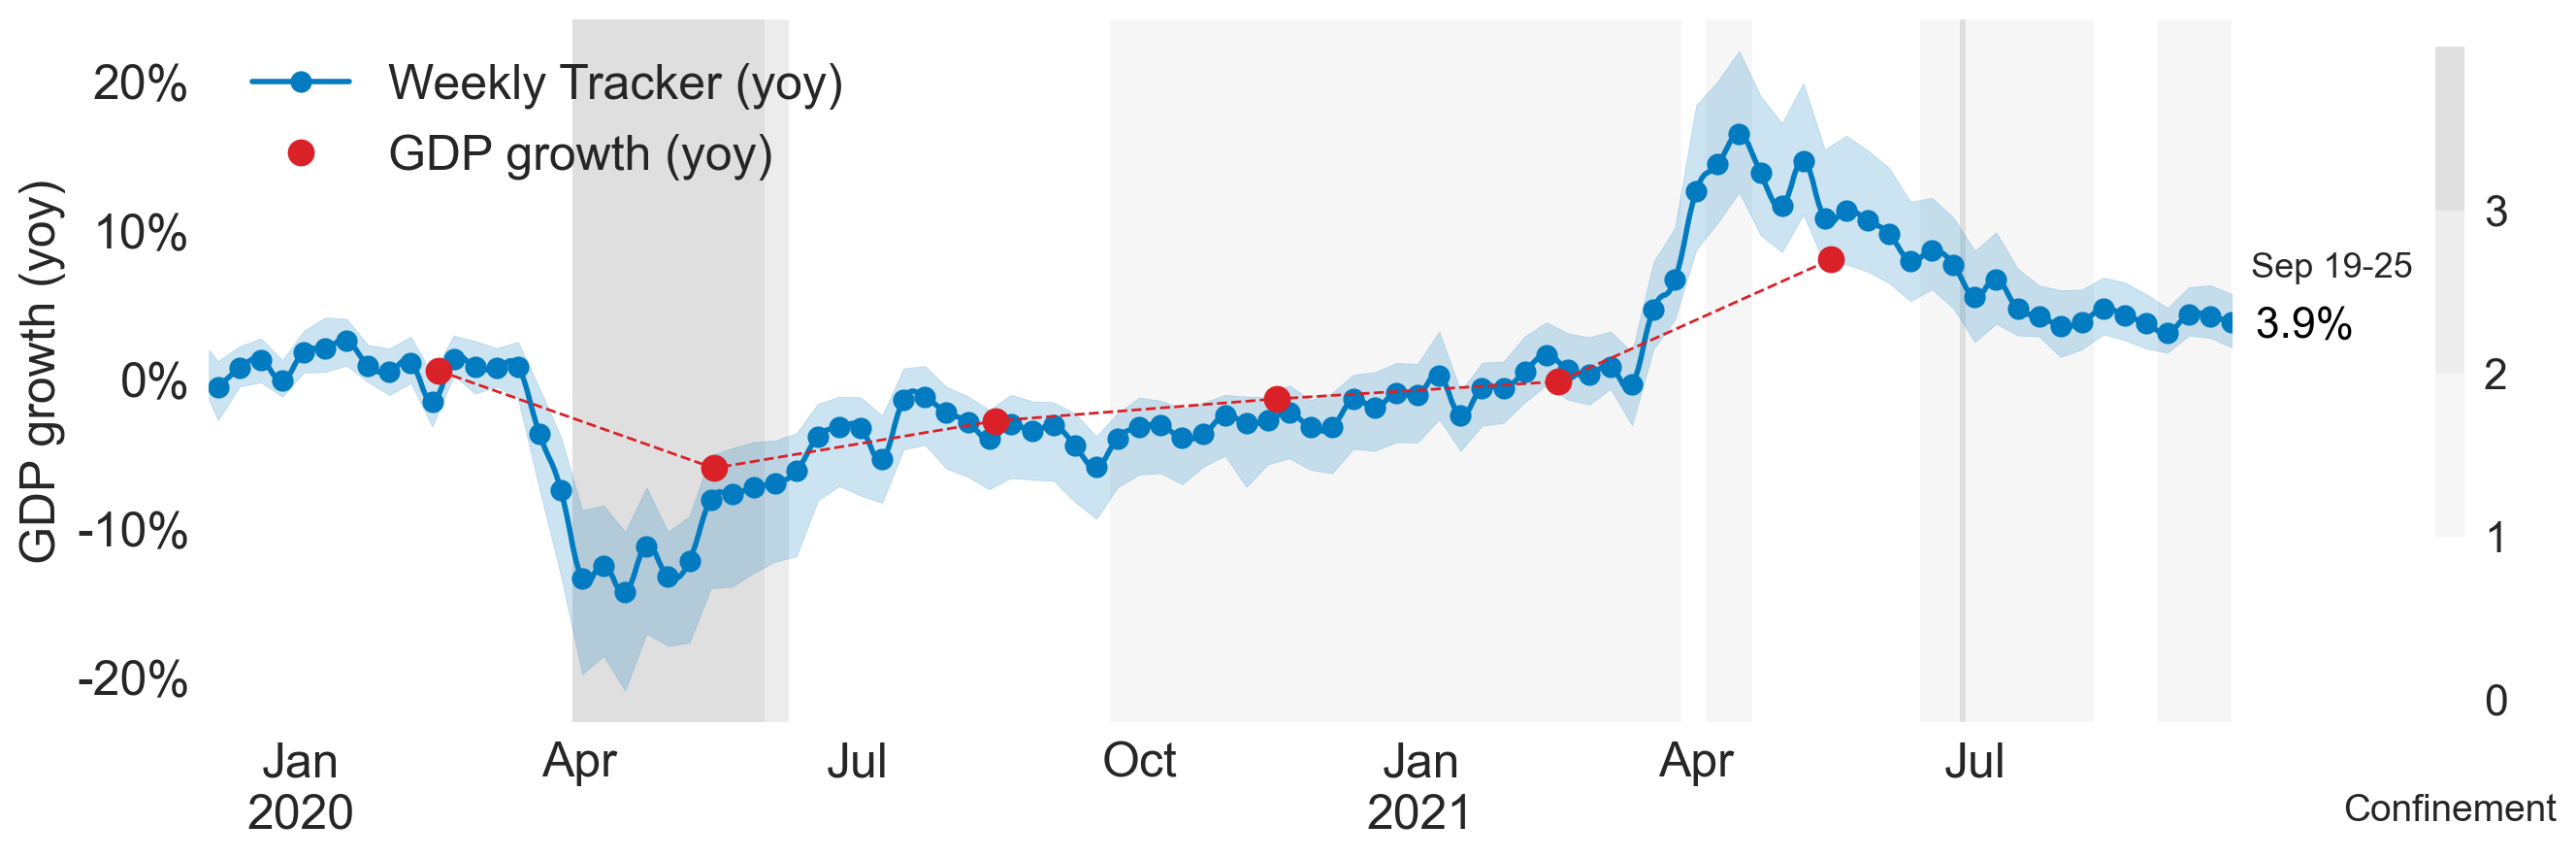 Weekly Tracker (yoy)
GDP growth (yoy)
GDP growth (yoy)
20%
10%
0%
-10%
-20%
Jan
2020
Apr
Jul
Oct
Jan
2021
Apr
Jul
Sep 19-25
3.9%
3
2
1
0
Confinement